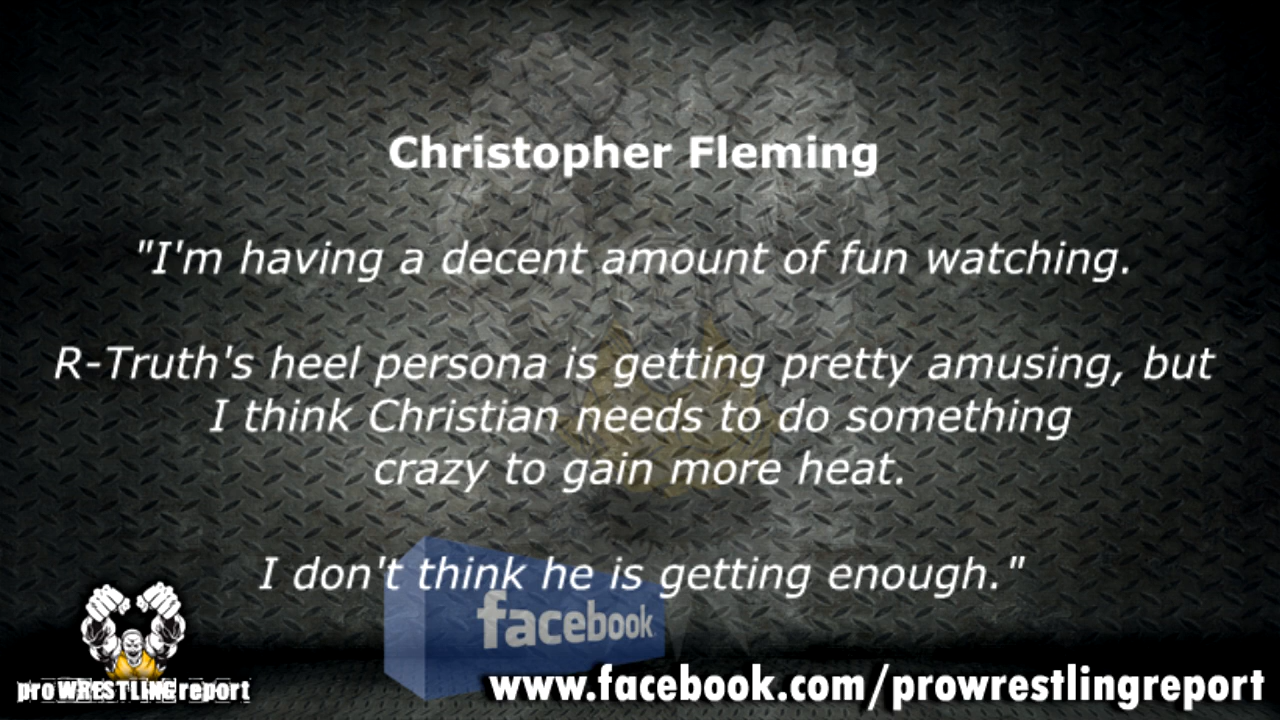 Christopher Fleming
"I'm having a decent amount of fun watching.
R-Truth's heel persona is getting pretty amusing, but
I think Christian needs to do something
crazy to gain more heat.
I don't think he is getting enough."
facebook
proWRESTLINGreport
www.facebook.com/prowrestlingreport